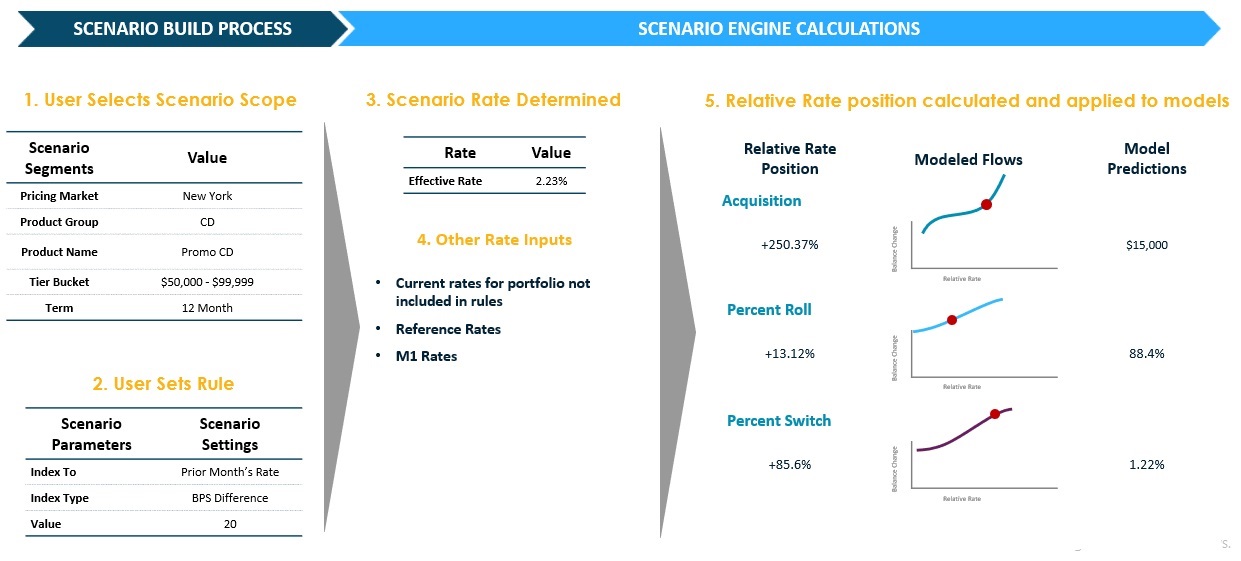 SCENARIO BUILD PROCESS
SCENARIO ENGINE CALCULATIONS
1. User Selects Scenario Scope
Scenario
Segments
Value
Pricing Market New York
Product Group CD
Product Name Promo CD
Tier Bucket $50,000 - $99,999
Term 12 Month
2. User Sets Rule
Scenario
Parameters
Scenario
Settings
Index To Prior Month's Rate
Index Type BPS Difference
Value 20
3. Scenario Rate Determined
Rate Value
Effective Rate 2.23%
4. Other Rate Inputs
• Current rates for portfolio not
included in rules
• Reference Rates
• M1 Rates
5. Relative Rate position calculated and applied to models
Relative Rate
Position
Modeled Flows
Model
Predictions
Acquisition
+250.37%
Balance Change
Relative Rate
$15,000
Percent Roll
+13.12%
Balance Change
Relative Rate
88.4%
Percent Switch
+85.6%
Balance Change
Relative Rate
1.22%